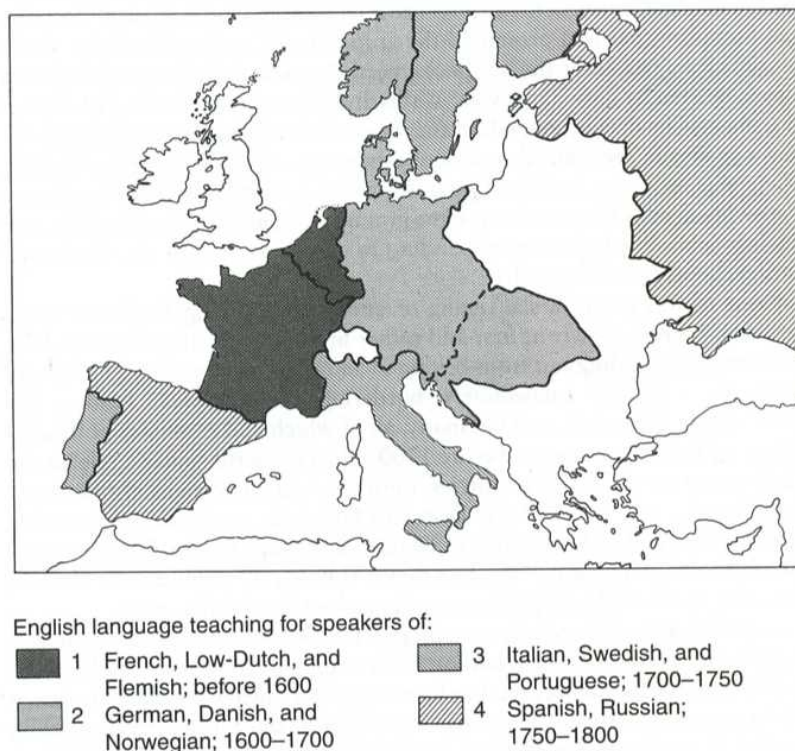 English language teaching for speakers of:
1 French, Low-Dutch, and
Flemish; before 1600
2 German, Danish, and
Norwegian; 1600–1700
3 Italian, Swedish, and
Portuguese; 1700–1750
4 Spanish, Russian;
1750–1800